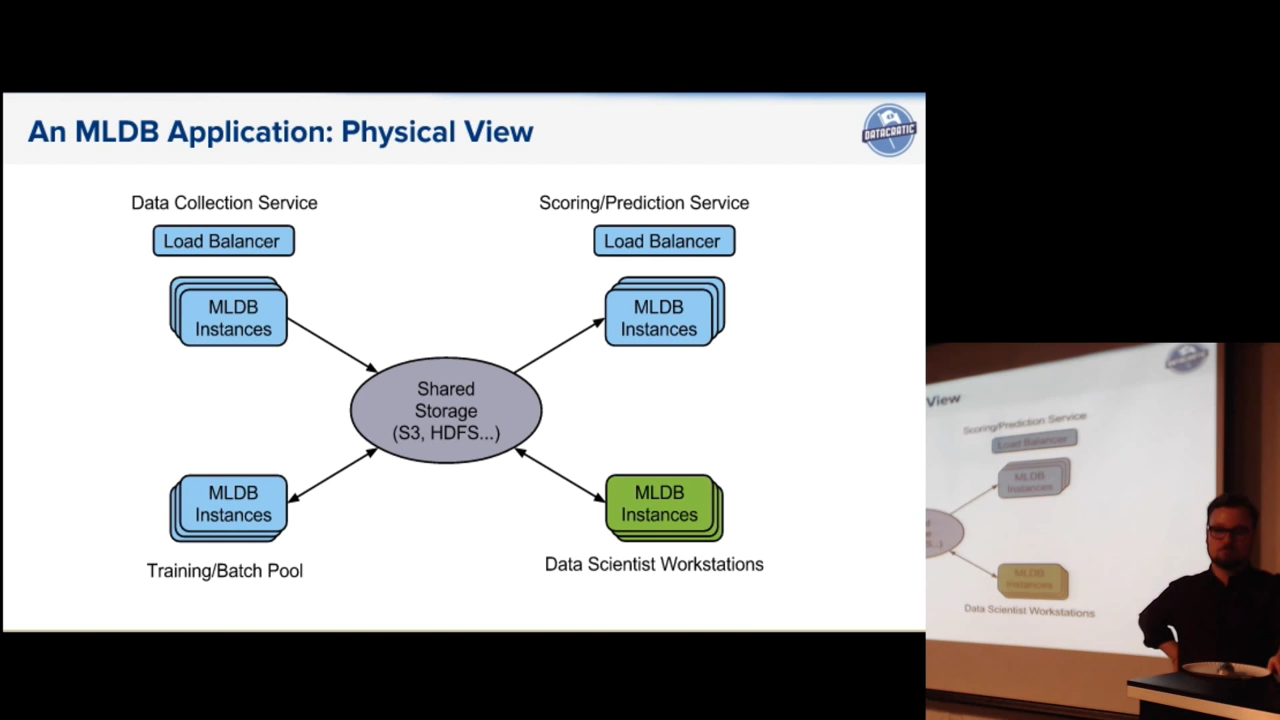 An MLDB Application: Physical View
DATACRATIC
Data Collection Service
Load Balancer
MLDB
Instances
Scoring/Prediction Service
Load Balancer
MLDB
Instances
Shared
Storage
(S3, HDFS...)
MLDB
Instances
Training/Batch Pool
MLDB
Instances
Data Scientist Workstations
View
DATACRATIC
Scoring/Prediction Service
Load Balancer
MLDB
Instances
MLDB
Instances
Data Scientist Workstations